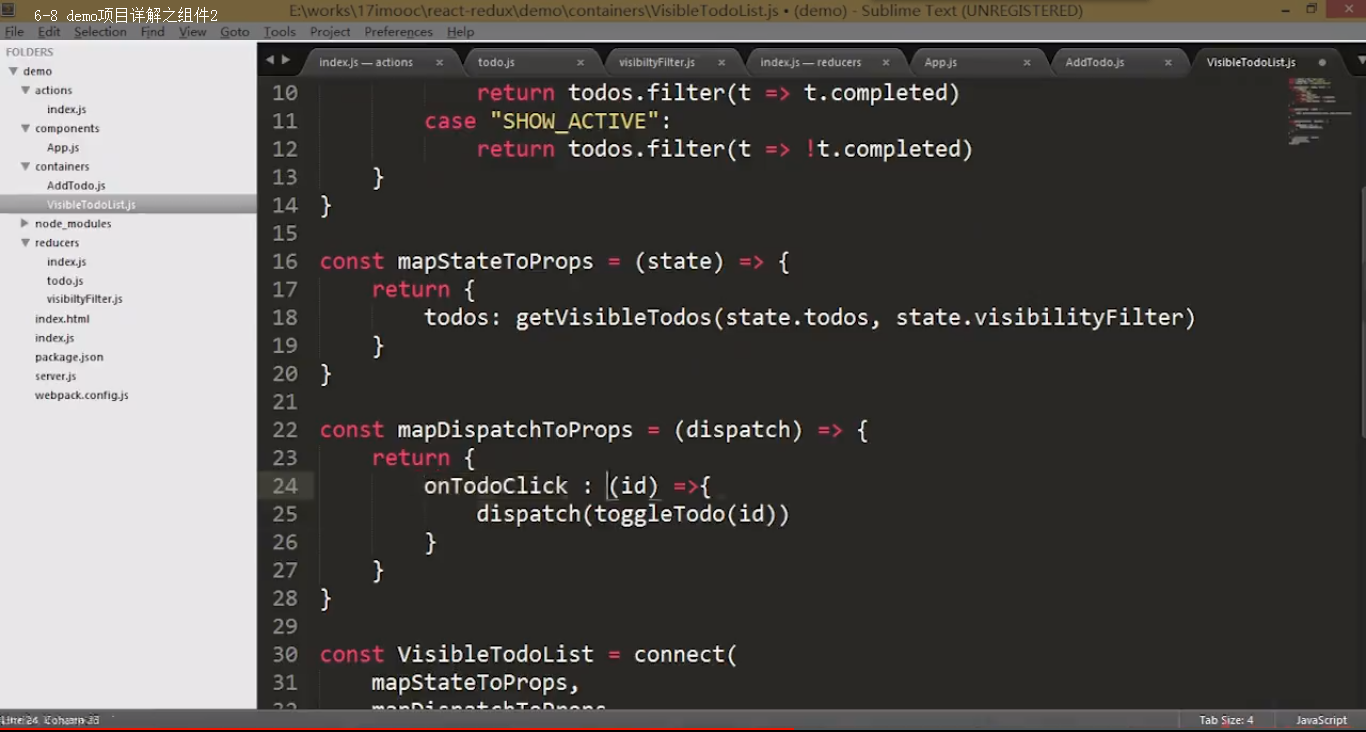 6-8 demo项目详解之组件2
E:\works\17imooc\react-redux\demo\containers\VisibleTodoList.js • (demo) - Sublime Text (UNREGISTERED)
File Edit Selection Find View Goto Tools Project Preferences Help
FOLDERS
demo
actions
index.js
components
App.js
containers
AddTodo.js
VisibleTodoList.js
node_modules
reducers
index.js
todo.js
visibiltyFilter.js
index.html
index.js
package.json
server.js
webpack.config.js
index.js — actions × todo.js × visibiltyFilter.js × index.js — reducers × App.js × AddTodo.js × VisibleTodoList.js
10 return todos.filter(t => t.completed)
11 case "SHOW_ACTIVE":
12 return todos.filter(t => !t.completed)
13 }
14 }
15
16 const mapStateToProps = (state) => {
17 return {
18 todos: getVisibleTodos(state.todos, state.visibilityFilter)
19 }
20 }
21
22 const mapDispatchToProps = (dispatch) => {
23 return {
24 onTodoClick : (id) =>{
25 dispatch(toggleTodo(id))
26 }
27 }
28 }
29
30 const VisibleTodoList = connect(
31 mapStateToProps,
32 mapDispatchToProps
Tab Size: 4 JavaScript